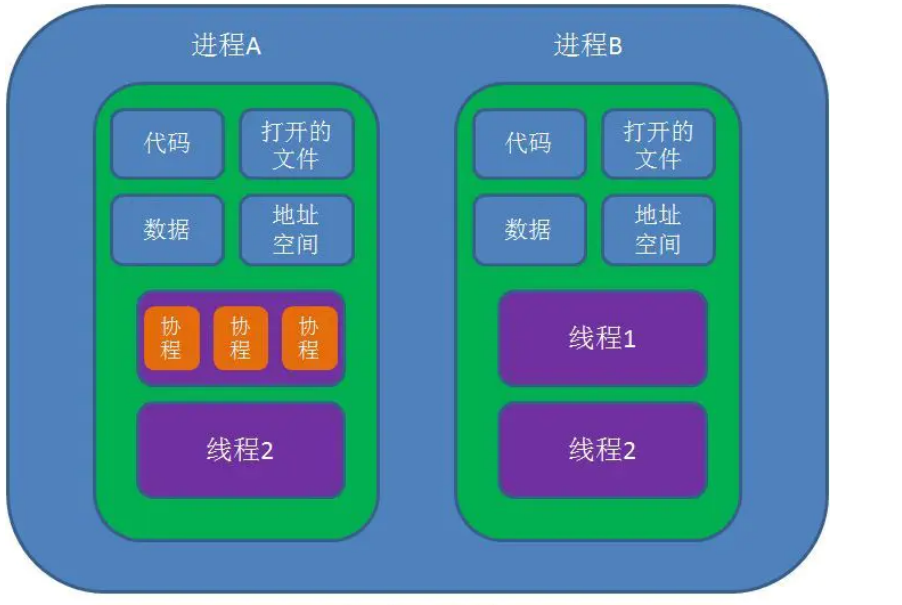 进程A
进程B
代码
打开的
文件
数据
地址
空间
协
程
协
程
协
程
线程2
代码
打开的
文件
数据
地址
空间
线程1
线程2